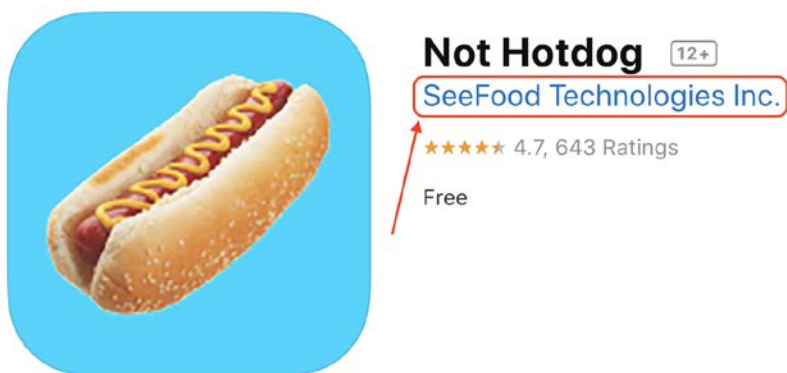 Not Hotdog 12+
SeeFood Technologies Inc.
4.7, 643 Ratings
Free